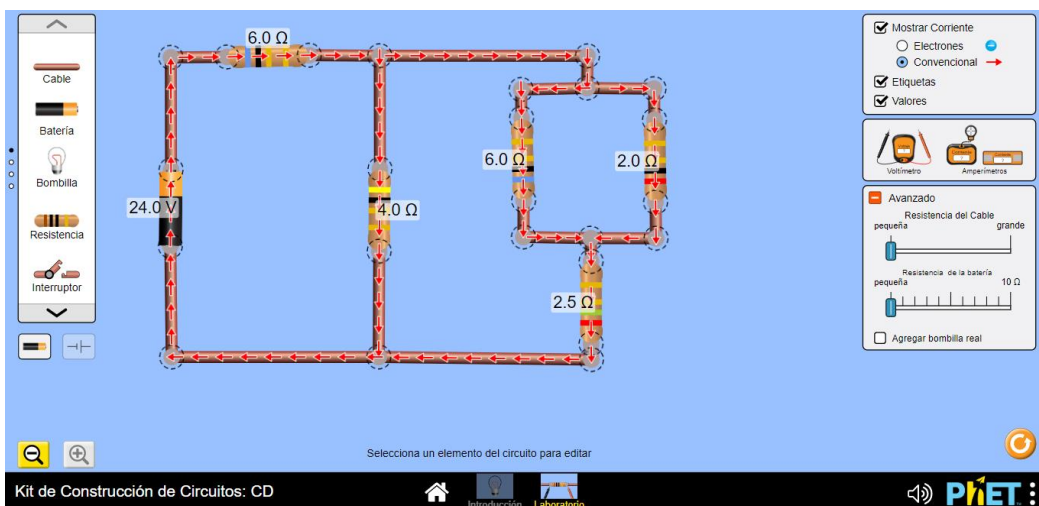 Cable
Batería
Bombilla
Resistencia
Interruptor
6.0 Ω
24.0 V
4.0 Ω
6.0 Ω
2.0 Ω
2.5 Ω
Mostrar Corriente
Electrones
Convencional
Etiquetas
Valores
Voltímetro
Amperímetros
Avanzado
Resistencia del Cable
pequeña grande
Resistencia de la batería
pequeña 10 Ω
Agregar bombilla real
Selecciona un elemento del circuito para editar
Kit de Construcción de Circuitos: CD
Introducción
Laboratorio
PhET